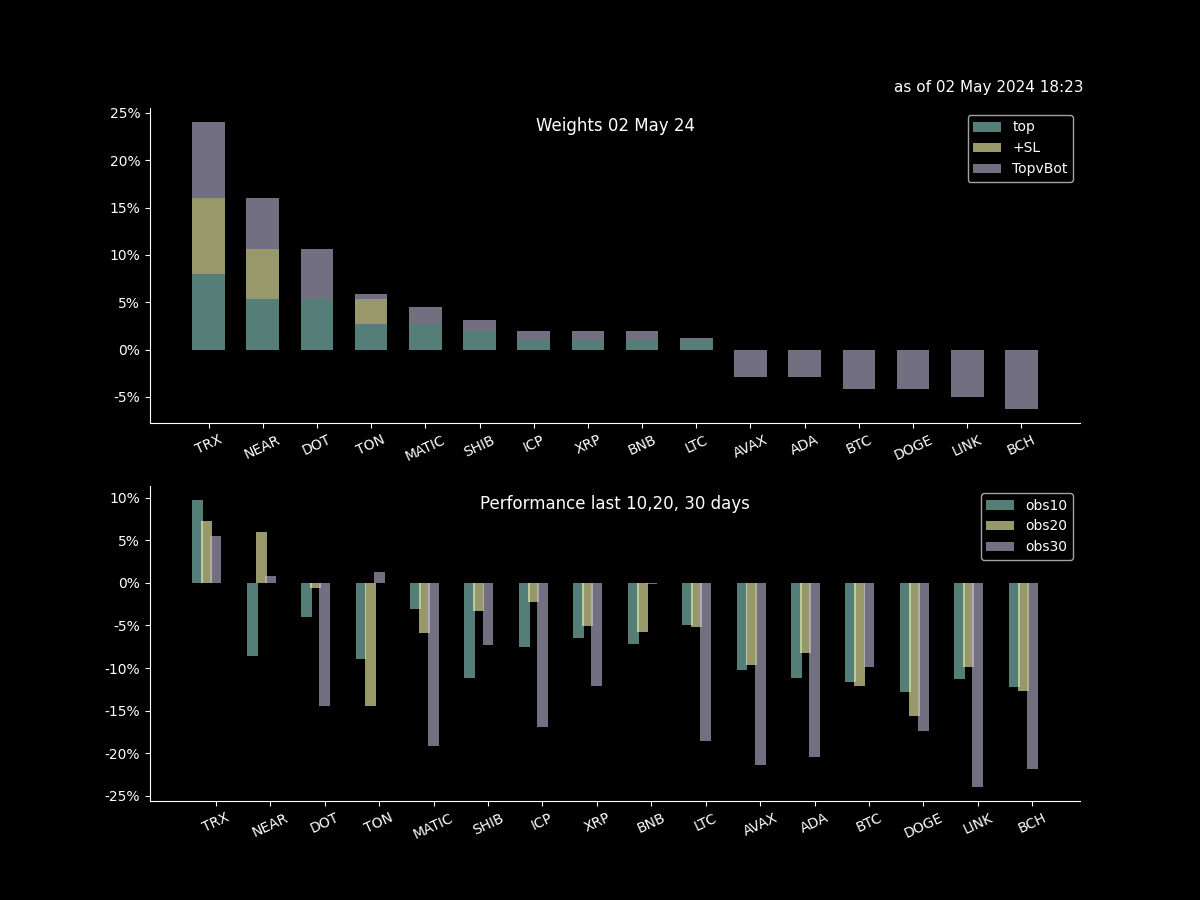 as of 02 May 2024 18:23
Weights 02 May 24
top
+SL
TopvBot
25%
20%
15%
10%
5%
0%
-5%
TRX NEAR DOT TON MATIC SHIB ICP XRP BNB LTC AVAX ADA BTC DOGE LINK BCH
Performance last 10,20, 30 days
obs10
obs20
obs30
10%
5%
0%
-5%
-10%
-15%
-20%
-25%
TRX NEAR DOT TON MATIC SHIB ICP XRP BNB LTC AVAX ADA BTC DOGE LINK BCH